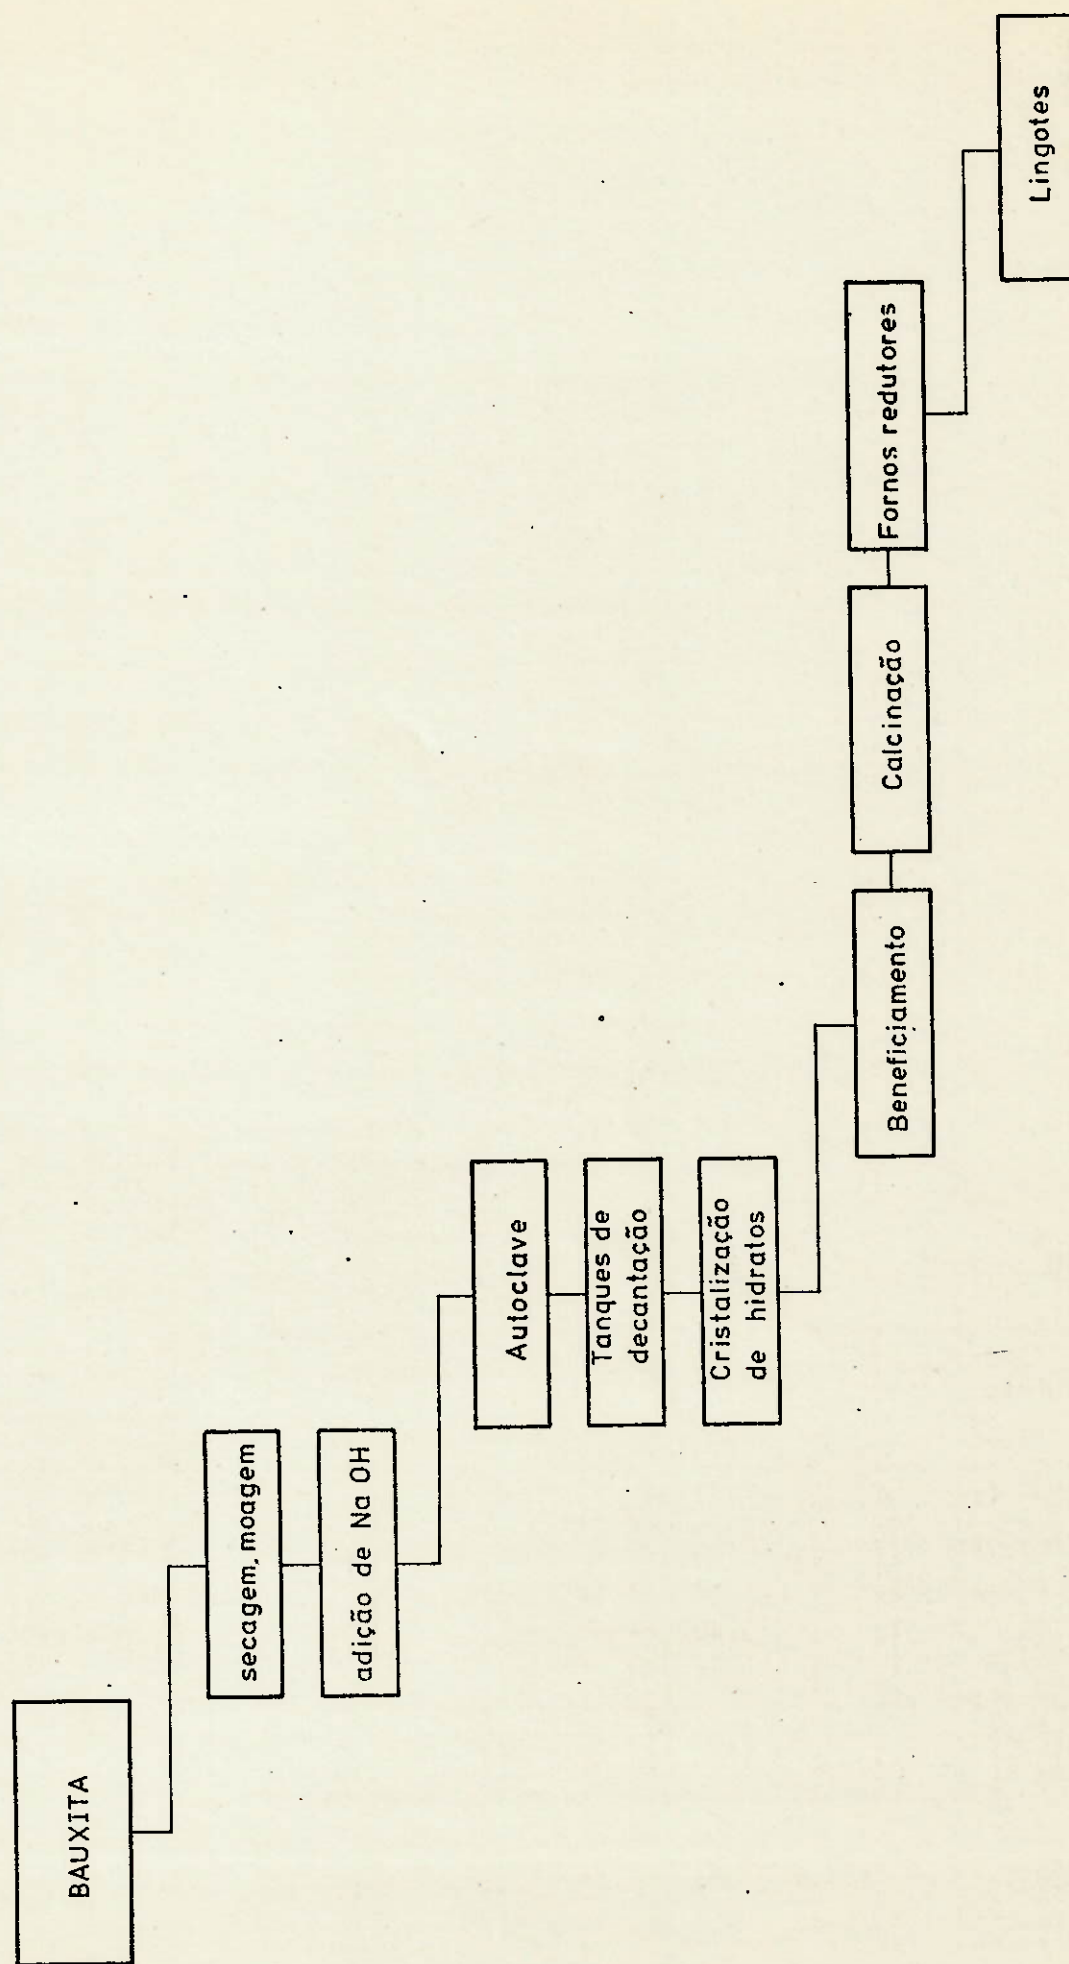 BAUXITA
secagem, moagem
adição de Na OH
Autoclave
Tanques de
decantação
Cristalização
de hidratos
Beneficiamento
Calcinação
Fornos redutores
Lingotes